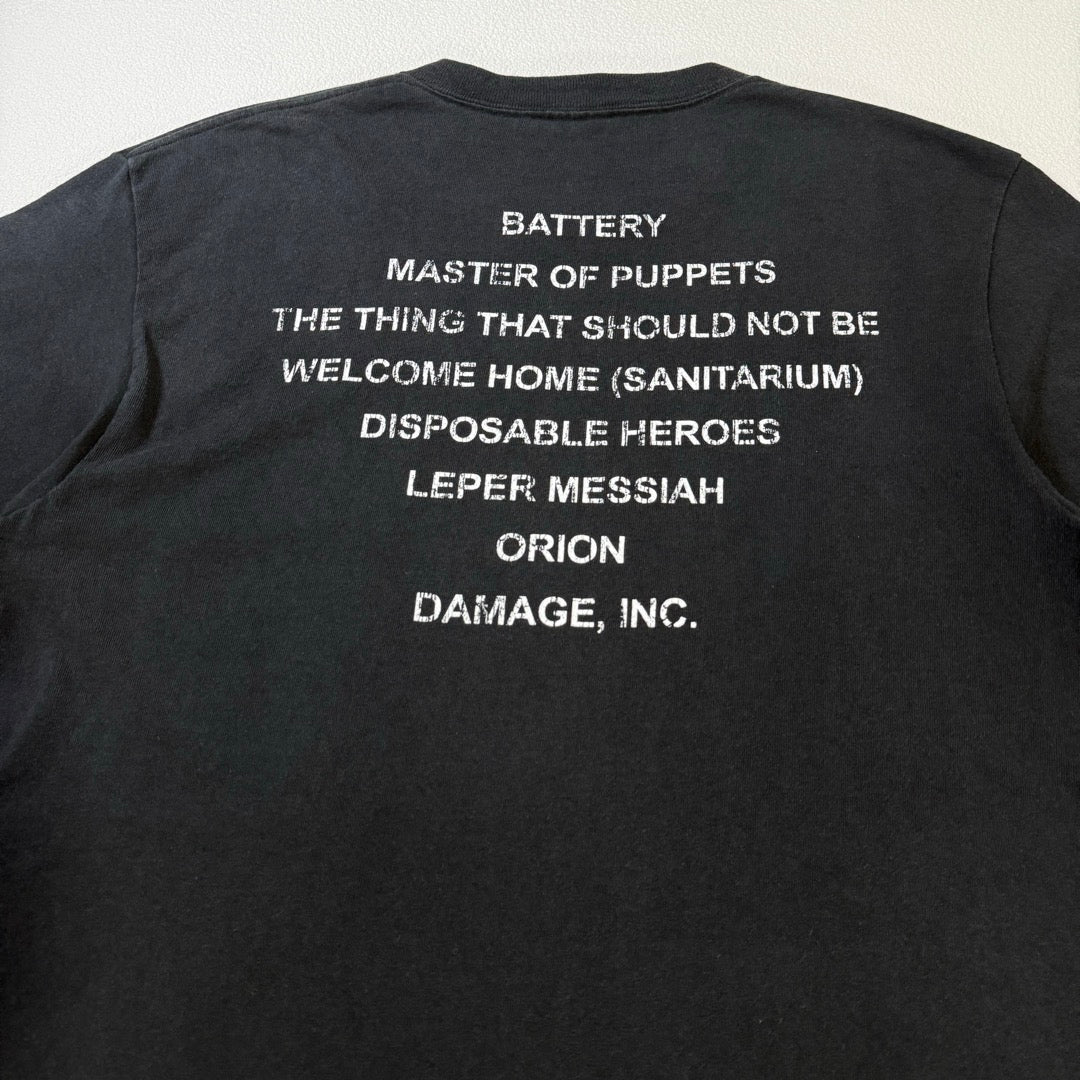 BATTERY
MASTER OF PUPPETS
THE THING THAT SHOULD NOT BE
WELCOME HOME (SANITARIUM)
DISPOSABLE HEROES
LEPER MESSIAH
ORION
DAMAGE, INC.